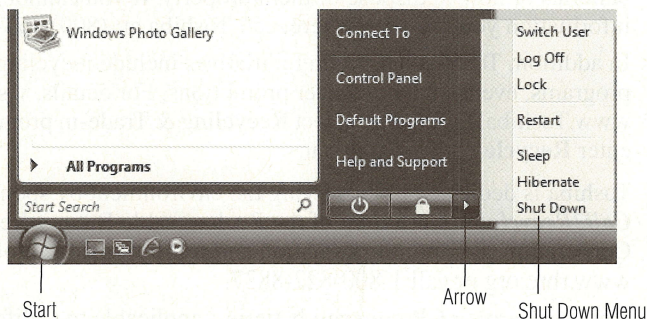 Windows Photo Gallery
All Programs
Start Search
Connect To
Control Panel
Default Programs
Help and Support
Switch User
Log Off
Lock
Restart
Sleep
Hibernate
Shut Down
Start
Arrow
Shut Down Menu